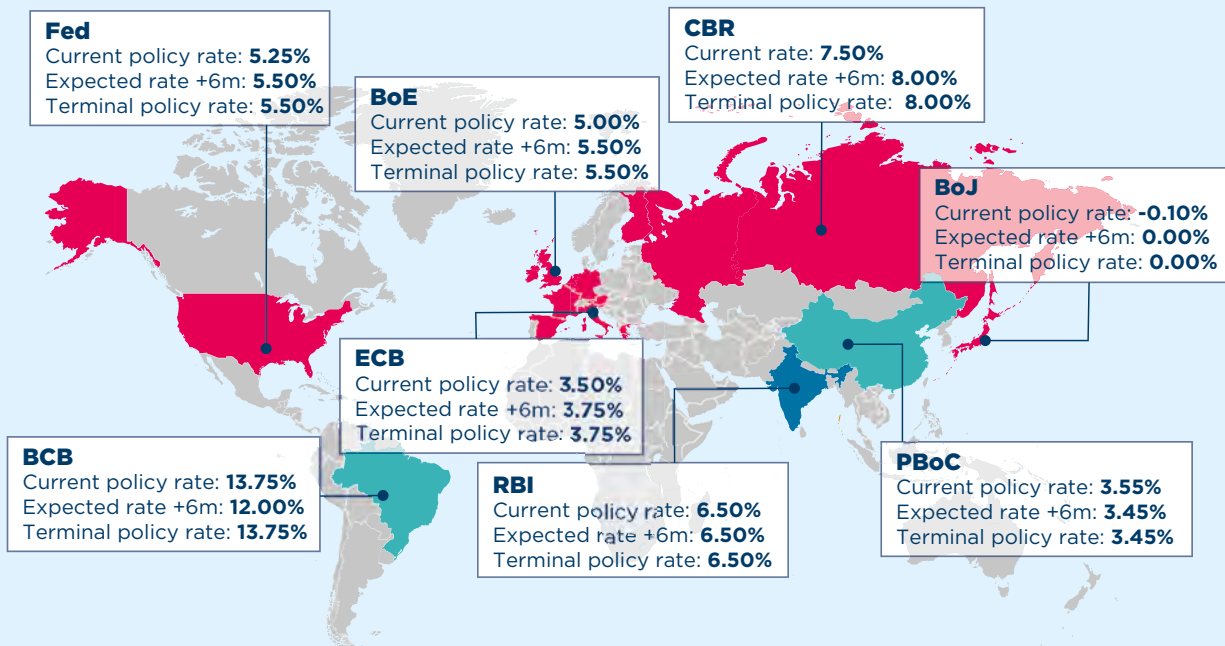 Fed
Current policy rate: 5.25%
Expected rate +6m: 5.50%
Terminal policy rate: 5.50%
CBR
Current rate: 7.50%
Expected rate +6m: 8.00%
Terminal policy rate: 8.00%
BoE
Current policy rate: 5.00%
Expected rate +6m: 5.50%
Terminal policy rate: 5.50%
BoJ
Current policy rate: -0.10%
Expected rate +6m: 0.00%
Terminal policy rate: 0.00%
ECB
Current policy rate: 3.50%
Expected rate +6m: 3.75%
Terminal policy rate: 3.75%
BCB
Current policy rate: 13.75%
Expected rate +6m: 12.00%
Terminal policy rate: 13.75%
RBI
Current policy rate: 6.50%
Expected rate +6m: 6.50%
Terminal policy rate: 6.50%
PBoC
Current policy rate: 3.55%
Expected rate +6m: 3.45%
Terminal policy rate: 3.45%